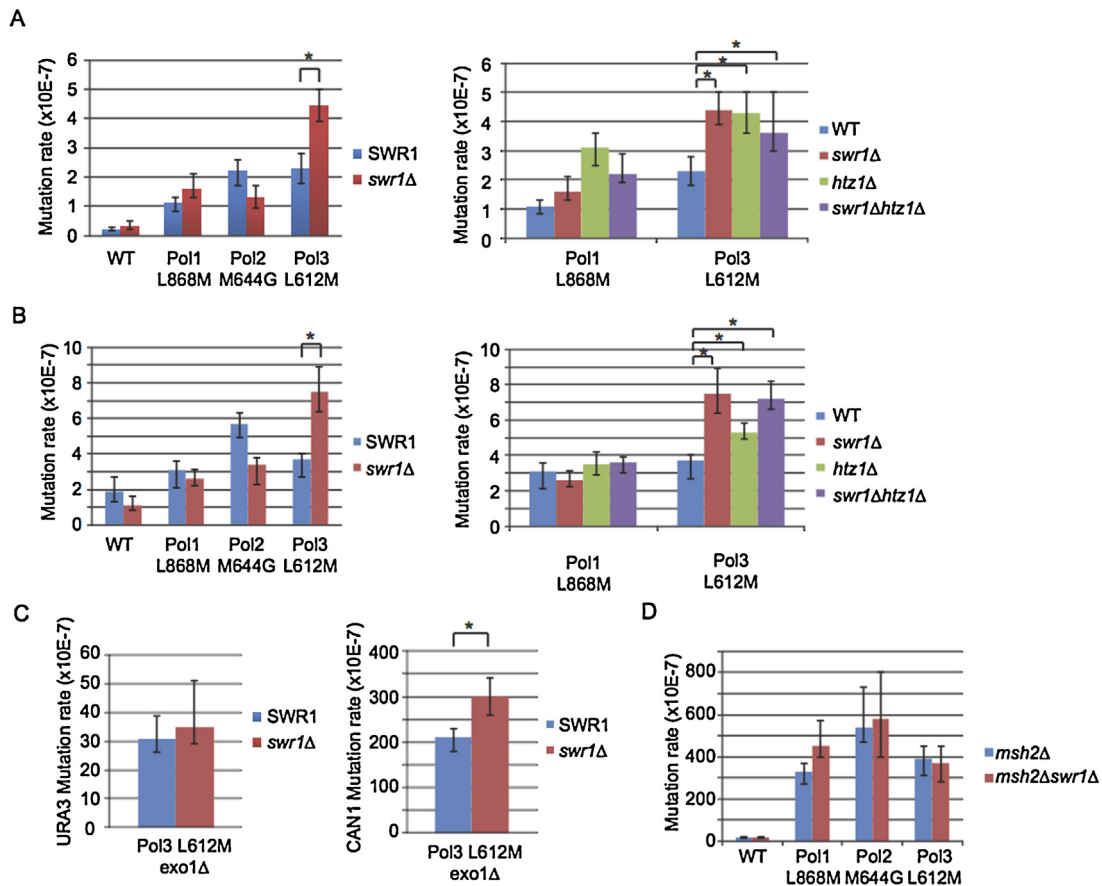 A
Mutation rate (x10E-7)
6
5
4
3
2
1
0
*
WT
Pol1
L868M
Pol2
M644G
Pol3
L612M
SWR1
swr1Δ
Mutation rate (x10E-7)
6
5
4
3
2
1
0
*
*
*
Pol1
L868M
Pol3
L612M
WT
swr1Δ
htz1Δ
swr1Δhtz1Δ
B
Mutation rate (x10E-7)
10
8
6
4
2
0
*
WT
Pol1
L868M
Pol2
M644G
Pol3
L612M
SWR1
swr1Δ
Mutation rate (x10E-7)
10
8
6
4
2
0
*
*
*
Pol1
L868M
Pol3
L612M
WT
swr1Δ
htz1Δ
swr1Δhtz1Δ
C
URA3 Mutation rate (x10E-7)
60
50
40
30
20
10
0
Pol3 L612M
exo1Δ
SWR1
swr1Δ
CAN1 Mutation rate (x10E-7)
400
300
200
100
0
*
Pol3 L612M
exo1Δ
SWR1
swr1Δ
D
Mutation rate (x10E-7)
800
600
400
200
0
WT
Pol1
L868M
Pol2
M644G
Pol3
L612M
msh2Δ
msh2Δswr1Δ